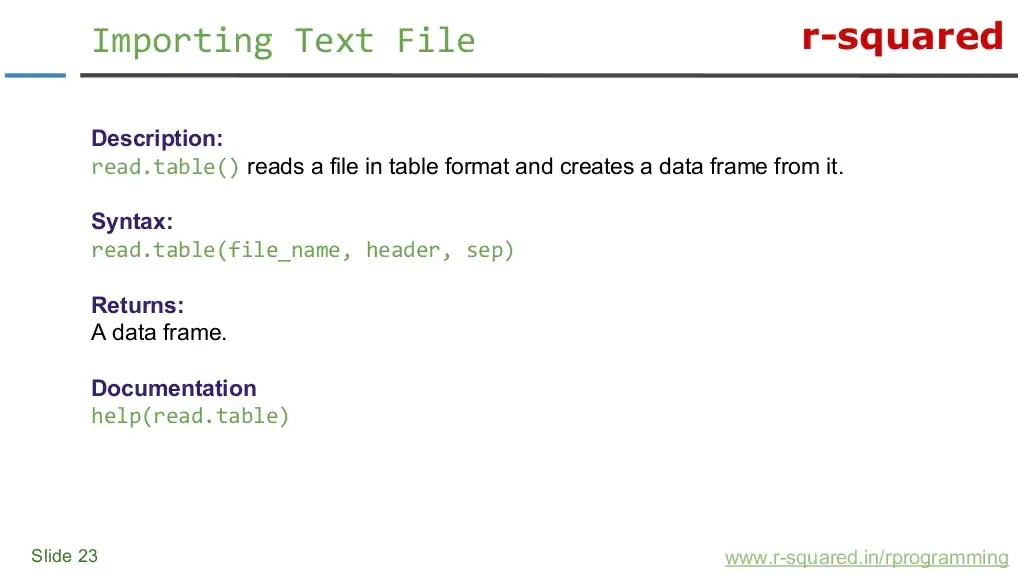 Importing Text File
r-squared
Description:
read.table() reads a file in table format and creates a data frame from it.
Syntax:
read.table(file_name, header, sep)
Returns:
A data frame.
Documentation
help(read.table)
Slide 23
www.r-squared.in/rprogramming